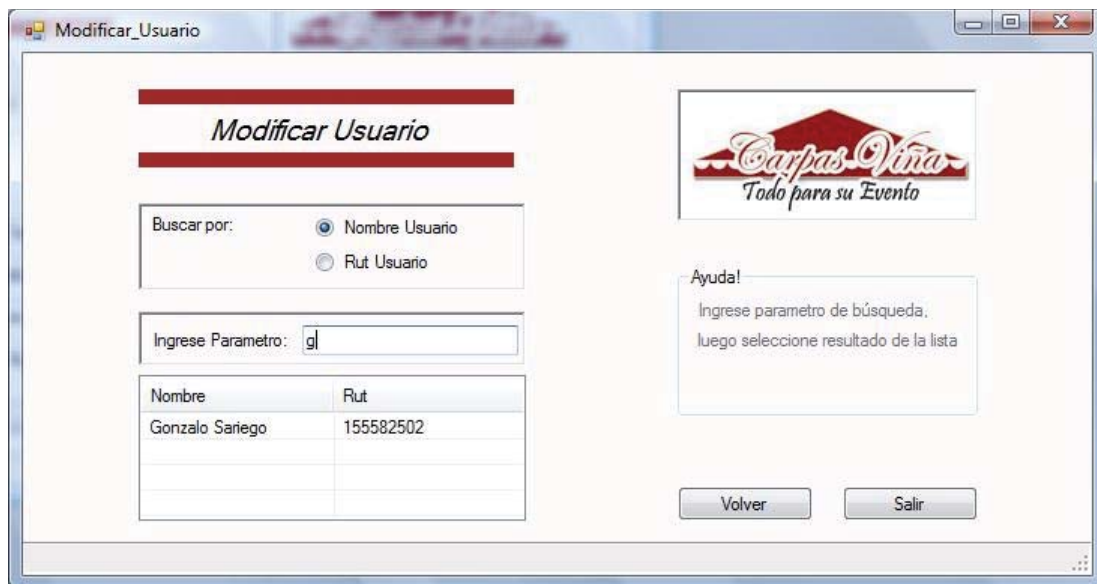 Modificar_Usuario
Modificar Usuario
Carpas Viña
Todo para su Evento
Buscar por:
Nombre Usuario
Rut Usuario
Ayuda!
Ingrese parametro de búsqueda,
luego seleccione resultado de la lista
Ingrese Parametro: g
Nombre Rut
Gonzalo Sariego 155582502
Volver Salir